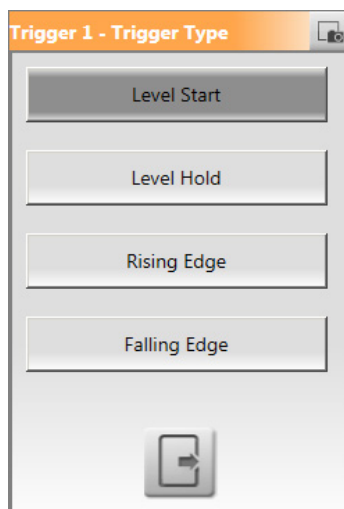 Trigger 1 - Trigger Type
Level Start
Level Hold
Rising Edge
Falling Edge